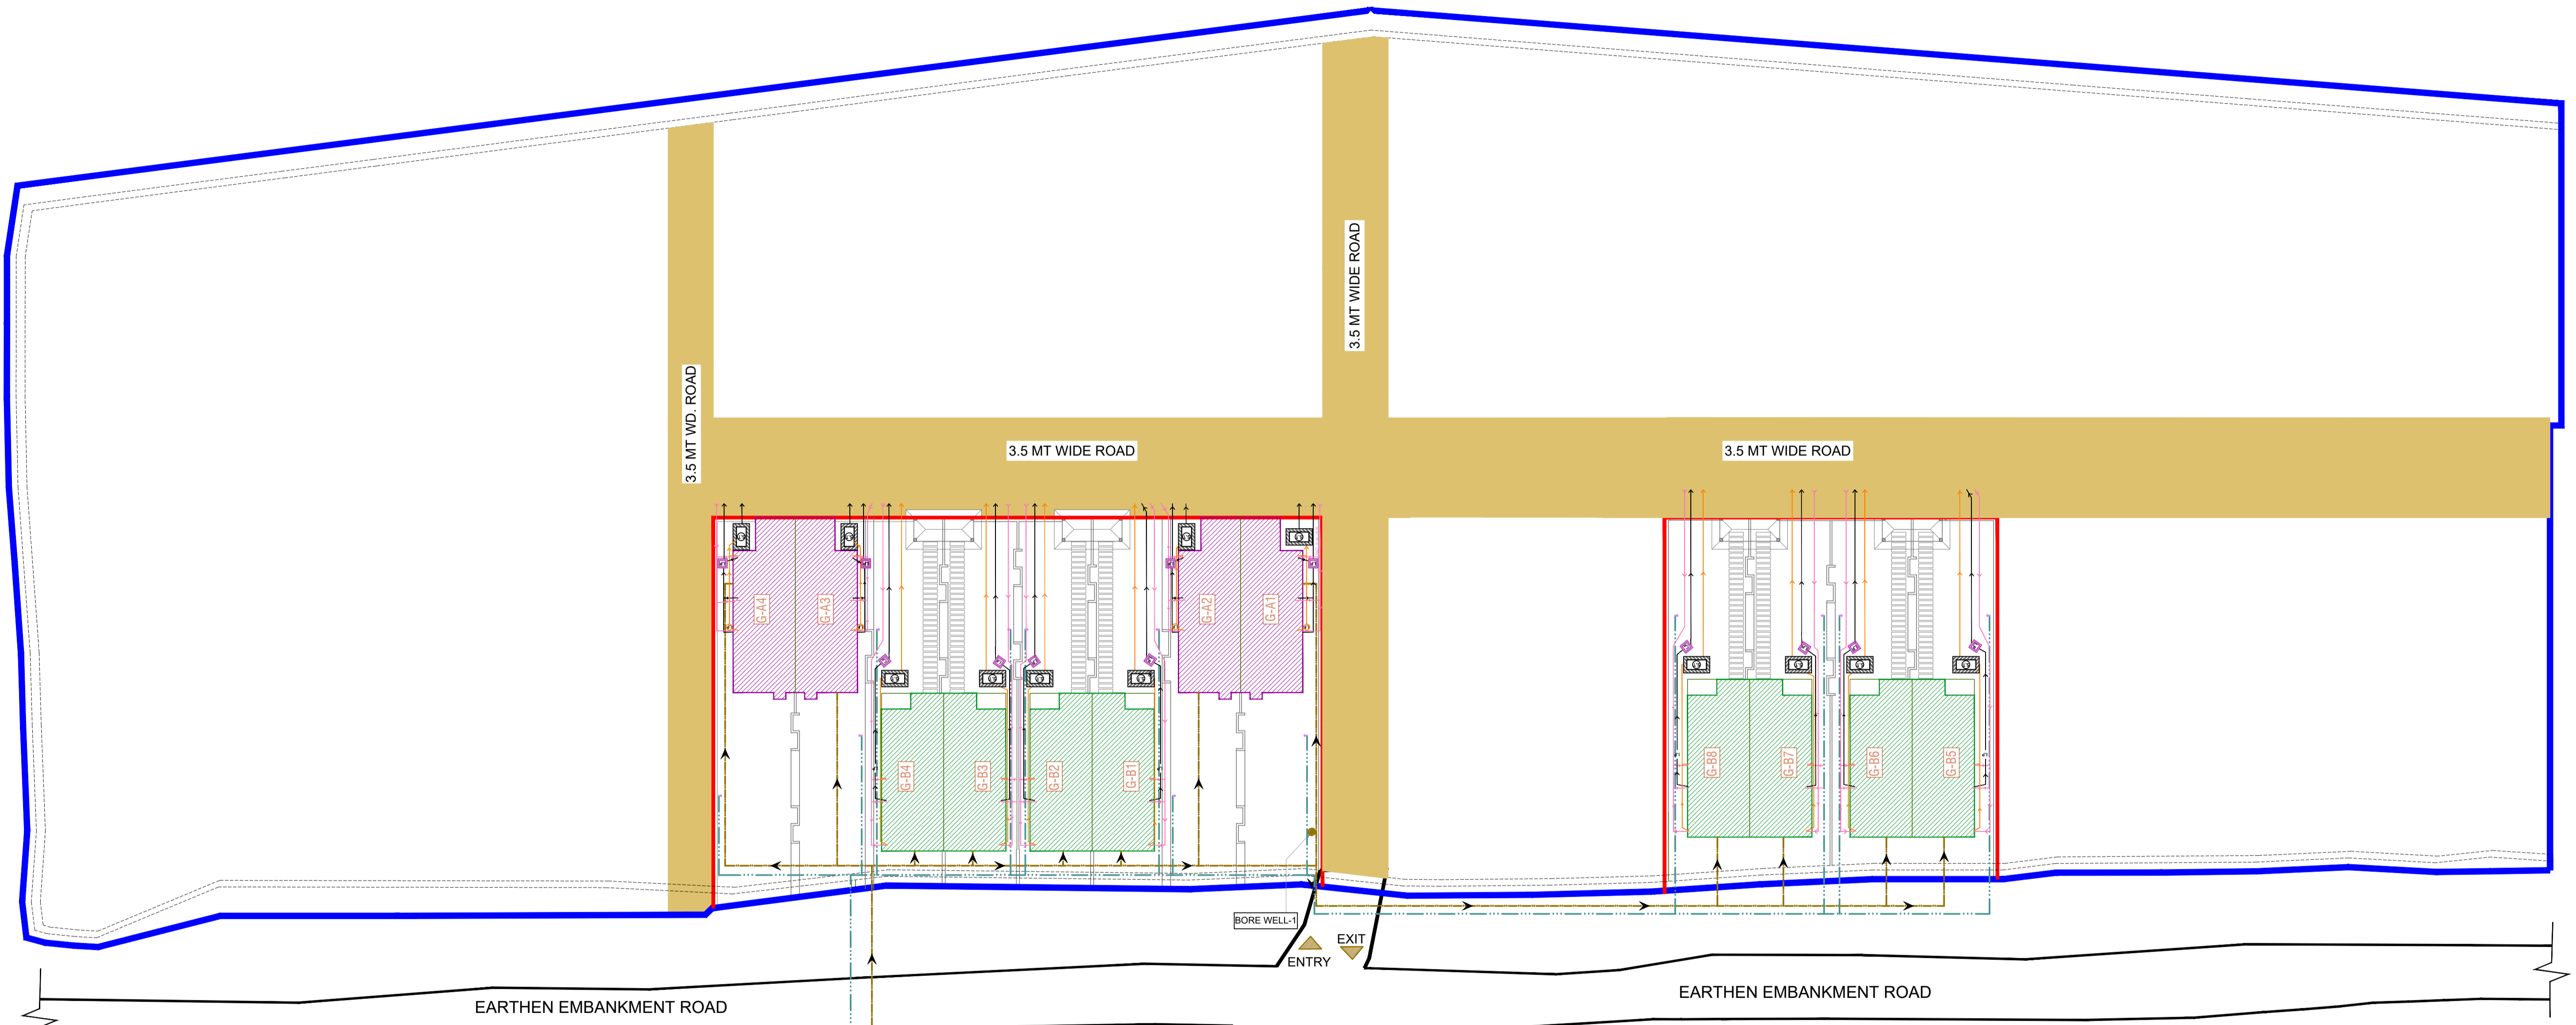 3.5 MT WIDE ROAD
3.5 MT WD. ROAD
3.5 MT WIDE ROAD
3.5 MT WIDE ROAD
G-A4
G-A3
G-A2
G-A1
G-B4
G-B3
G-B2
G-B1
G-B8
G-B7
G-B6
G-B5
BORE WELL-1
EXIT
ENTRY
EARTHEN EMBANKMENT ROAD
EARTHEN EMBANKMENT ROAD